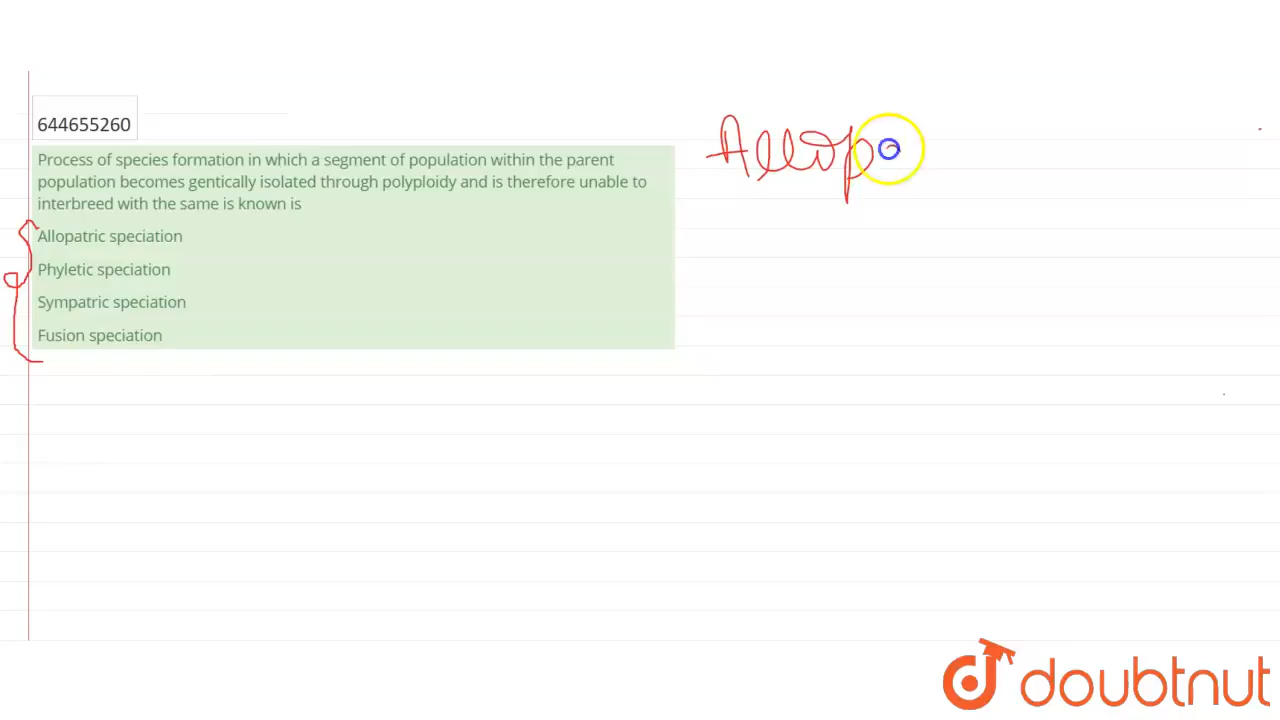 644655260
Process of species formation in which a segment of population within the parent
population becomes gentically isolated through polyploidy and is therefore unable to
interbreed with the same is known is
Allopatric speciation
Phyletic speciation
Sympatric speciation
Fusion speciation
Allop
doubtnut